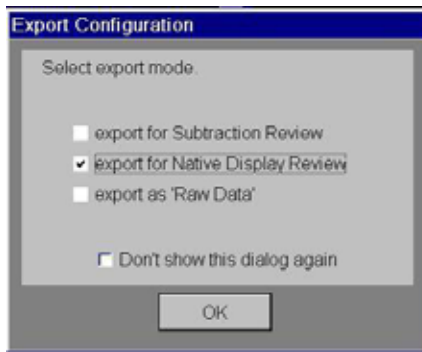 Export Configuration
Select export mode.
export for Subtraction Review
export for Native Display Review
export as 'Raw Data'
Don't show this dialog again
OK